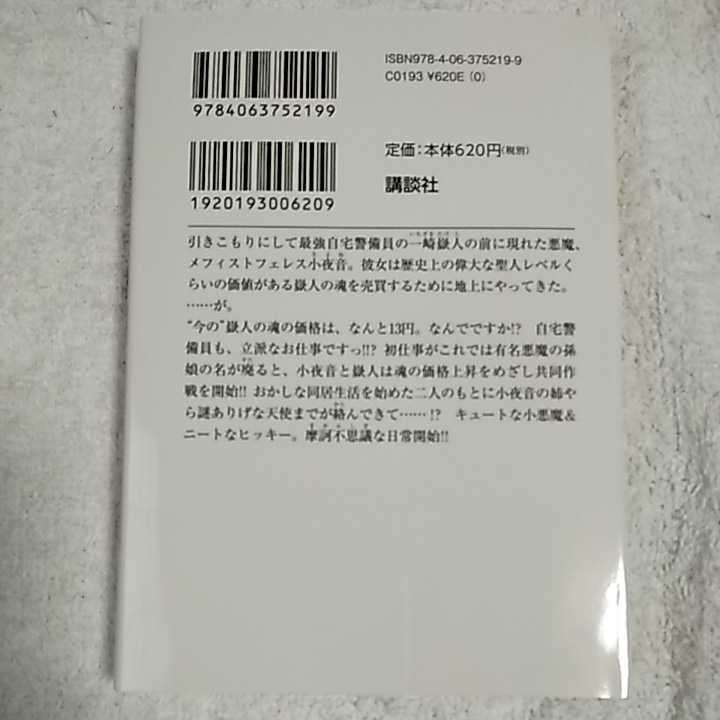 ISBN978-4-06-375219-9
C0193 ¥620E (0)
9784063752199
定価：本体620円(税別)
講談社
1920193006209
引きこもりにして最強自宅警備員の一崎嶽人の前に現れた悪魔、
メフィストフェレス小夜音。彼女は歴史上の偉大な聖人レベルく
らいの価値がある嶽人の魂を売買するために地上にやってきた。
……が。
“今の”嶽人の魂の価格は、なんと13円。なんでですか!? 自宅警
備員も、立派なお仕事ですっ!!? 初仕事がこれでは有名悪魔の孫
娘の名が廃ると、小夜音と嶽人は魂の価格上昇をめざし共同作
戦を開始!! おかしな同居生活を始めた二人のもとに小夜音の姉や
ら謎ありげな天使までが絡んできて……!? キュートな小悪魔&
ニートなヒッキー。摩訶不思議な日常開始!!